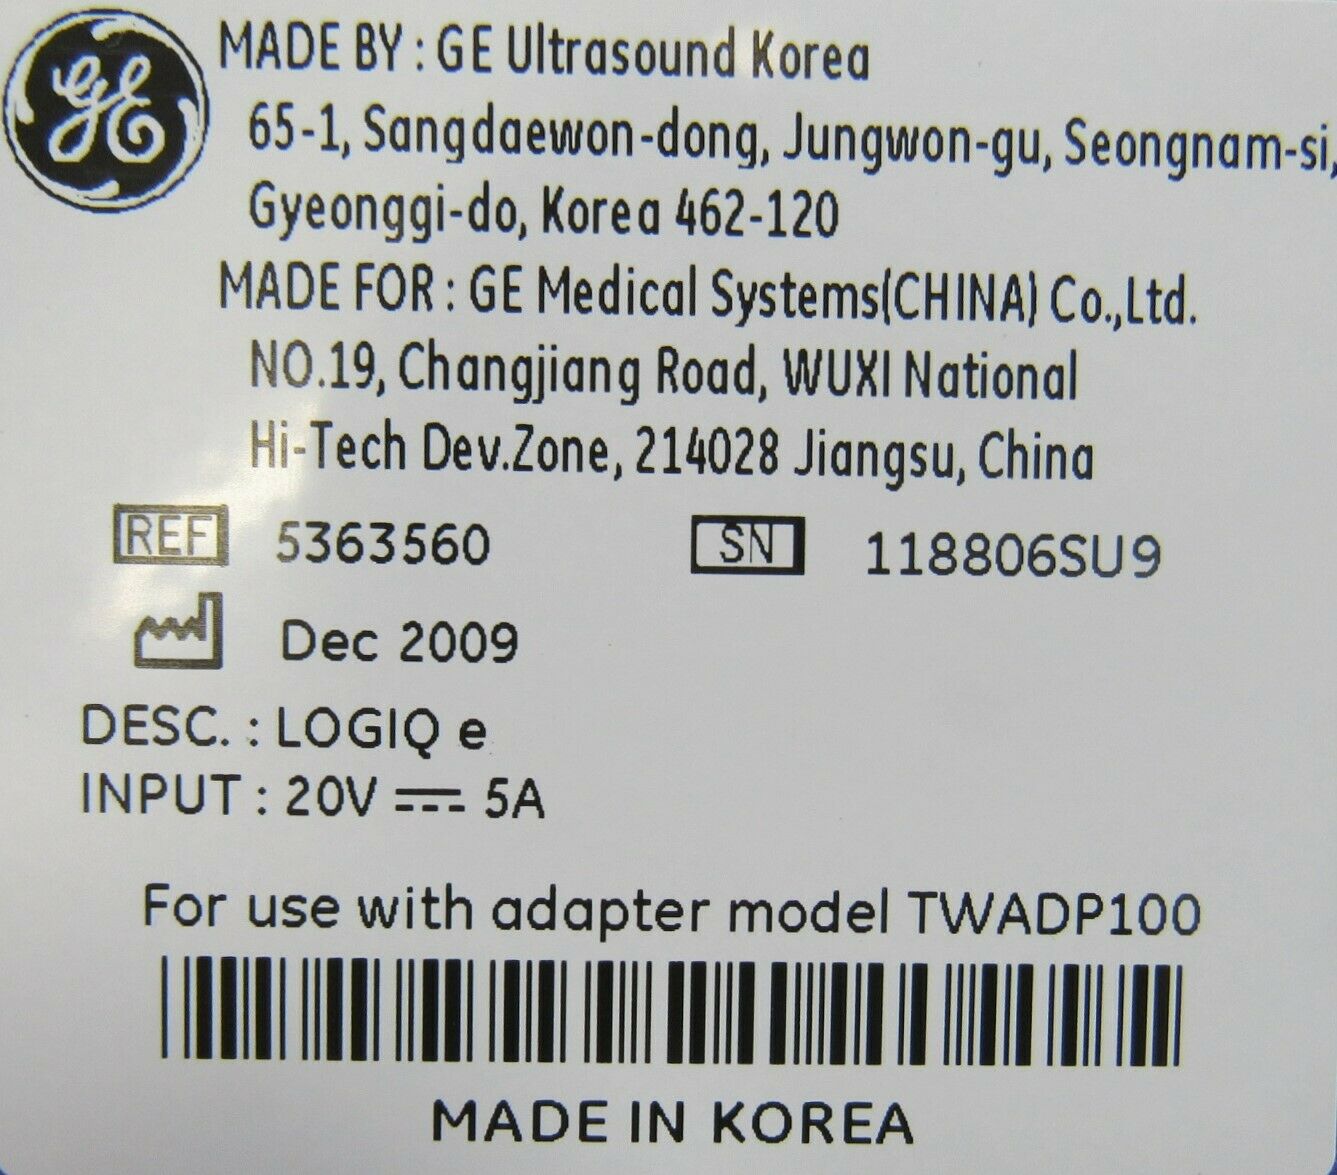 GE
MADE BY : GE Ultrasound Korea
65-1, Sangdaewon-dong, Jungwon-gu, Seongnam-si,
Gyeonggi-do, Korea 462-120
MADE FOR : GE Medical Systems(CHINA) Co.,Ltd.
NO.19, Changjiang Road, WUXI National
Hi-Tech Dev.Zone, 214028 Jiangsu, China
REF 5363560 SN 118806SU9
Dec 2009
DESC. : LOGIQ e
INPUT : 20V ⎓ 5A
For use with adapter model TWADP100
MADE IN KOREA